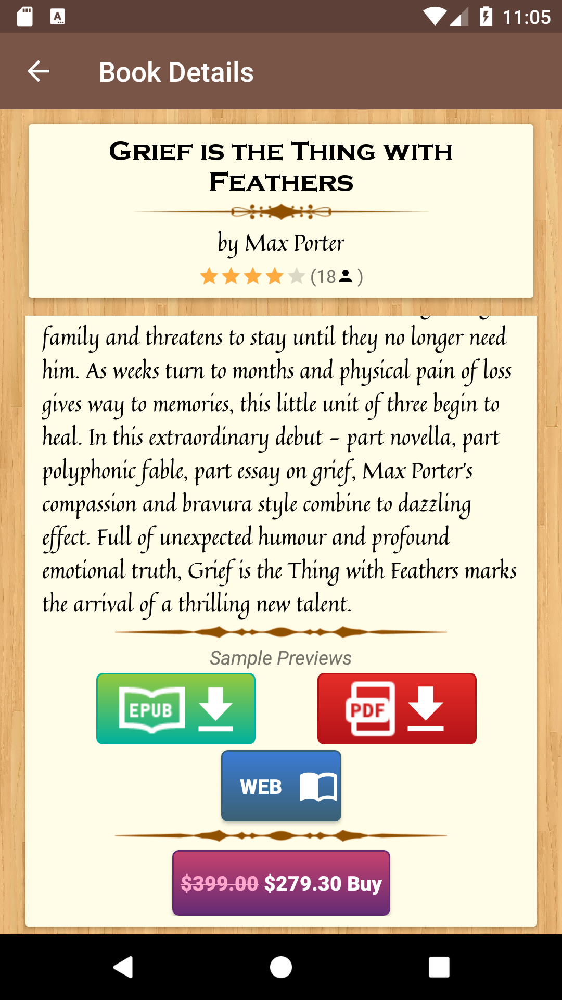 11:05
Book Details
Grief is the Thing with
Feathers
by Max Porter
(18 )
family and threatens to stay until they no longer need
him. As weeks turn to months and physical pain of loss
gives way to memories, this little unit of three begin to
heal. In this extraordinary debut – part novella, part
polyphonic fable, part essay on grief, Max Porter's
compassion and bravura style combine to dazzling
effect. Full of unexpected humour and profound
emotional truth, Grief is the Thing with Feathers marks
the arrival of a thrilling new talent.
Sample Previews
EPUB PDF
WEB
$399.00 $279.30 Buy